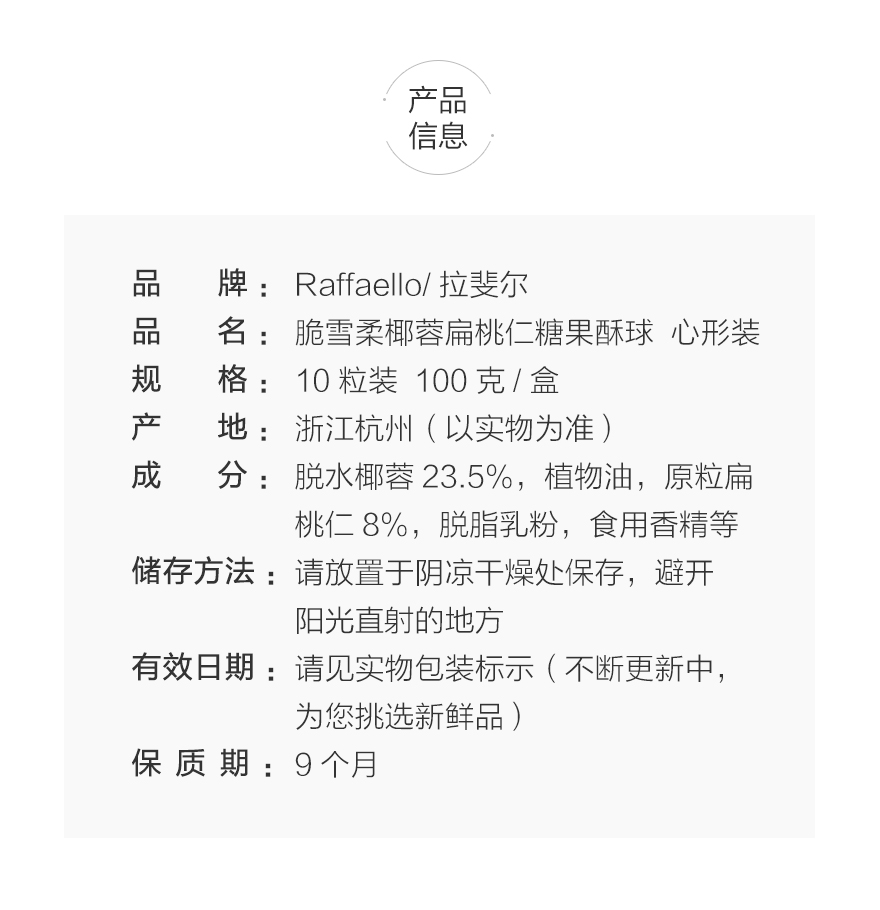 产品
信息
品 牌： Raffaello/ 拉斐尔
品 名： 脆雪柔椰蓉扁桃仁糖果酥球 心形装
规 格： 10 粒装 100 克 / 盒
产 地： 浙江杭州（以实物为准）
成 分： 脱水椰蓉 23.5%，植物油，原粒扁
桃仁 8%，脱脂乳粉，食用香精等
储存方法： 请放置于阴凉干燥处保存，避开
阳光直射的地方
有效日期： 请见实物包装标示（不断更新中，
为您挑选新鲜品）
保 质 期： 9 个月